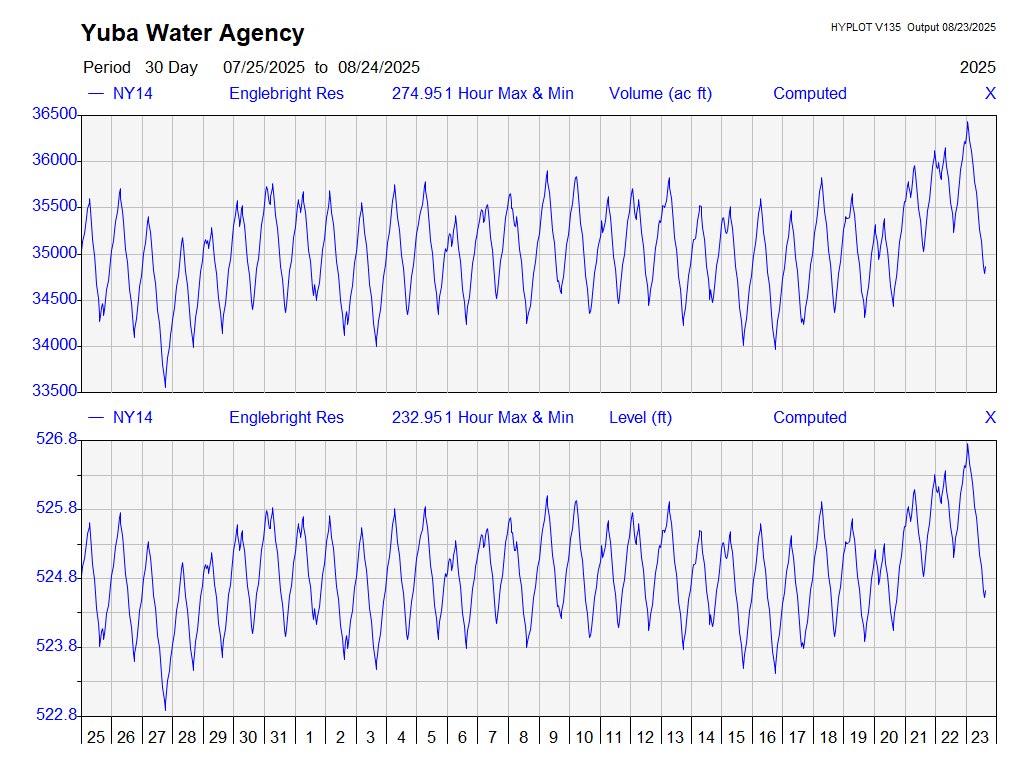 Yuba Water Agency
HYPLOT V135 Output 08/23/2025
Period 30 Day 07/25/2025 to 08/24/2025 2025
NY14 Englebright Res 274.951 Hour Max & Min Volume (ac ft) Computed X
36500
36000
35500
35000
34500
34000
33500
NY14 Englebright Res 232.951 Hour Max & Min Level (ft) Computed X
526.8
525.8
524.8
523.8
522.8
25 26 27 28 29 30 31 1 2 3 4 5 6 7 8 9 10 11 12 13 14 15 16 17 18 19 20 21 22 23